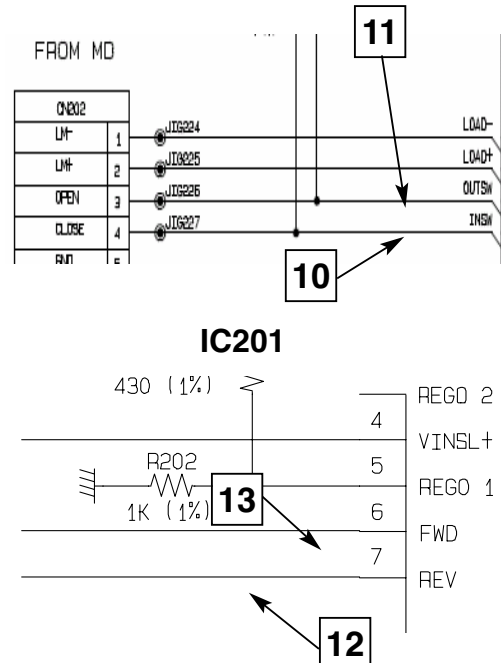 11
FROM MD
CN202
LM- 1 JIG224 LOAD-
LM+ 2 JIG225 LOAD+
OPEN 3 JIG226 OUTSW
CLOSE 4 JIG227 INSW
10
IC201
430 (1%)
REGO 2
4
VINSL+
R202
5
REGO 1
1K (1%)
13
6
FWD
7
REV
12